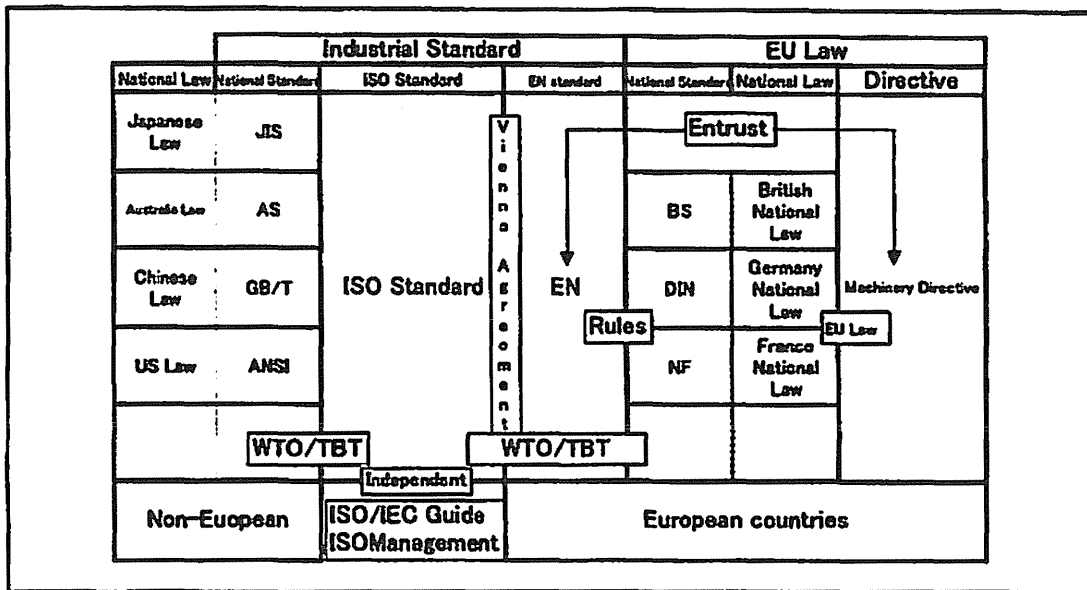 Industrial Standard EU Law
National Law National Standard ISO Standard EN standard National Standard National Law Directive
Japanese
Law
JIS
Entrust
Vienna Agreement
Australia Law
AS
BS
British
National
Law
Chinese
Law
GB/T
ISO Standard
EN
DIN
Germany
National
Law
Machinery Directive
Rules
EU Law
US Law
ANSI
NF
France
National
Law
WTO/TBT
WTO/TBT
Independent
Non-Euopean
ISO/IEC Guide
ISOManagement
European countries